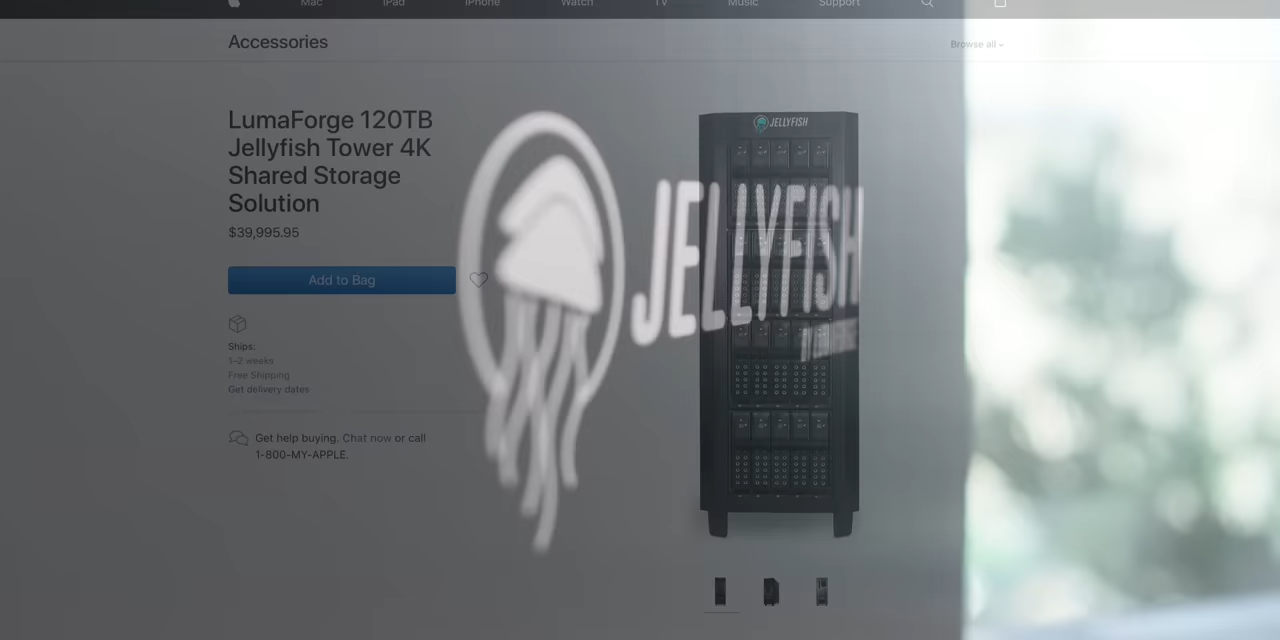 Mac iPad iPhone Watch TV Music Support
Accessories
Browse all
LumaForge 120TB
Jellyfish Tower 4K
Shared Storage
Solution
$39,995.95
Add to Bag
Ships:
1–2 weeks
Free Shipping
Get delivery dates
Get help buying. Chat now or call
1-800-MY-APPLE.
JELLYFISH
JELLYFISH